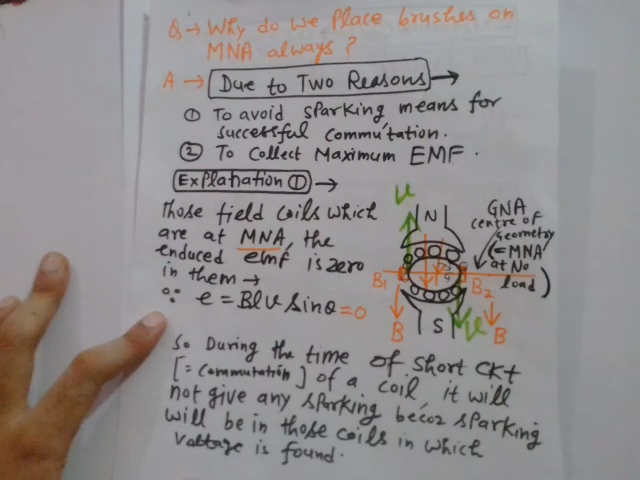 Q → Why do we Place brushes on
MNA always ?
A → Due to Two Reasons →
① To avoid sparking means for
successful commutation.
② To Collect Maximum EMF .
Explanation ① →
Those field coils which
are at MNA, the
enduced emf is zero
in them →
∵ e = Blv sinθ = 0
v
N
GNA
centre of
geometry
(= MNA
at No
load)
B1
B2
B
S
v
B
So During the time of short CKt
[= Commutation] of a coil, it will
not give any sparking becoz sparking
will be in those coils in which
voltage is found.